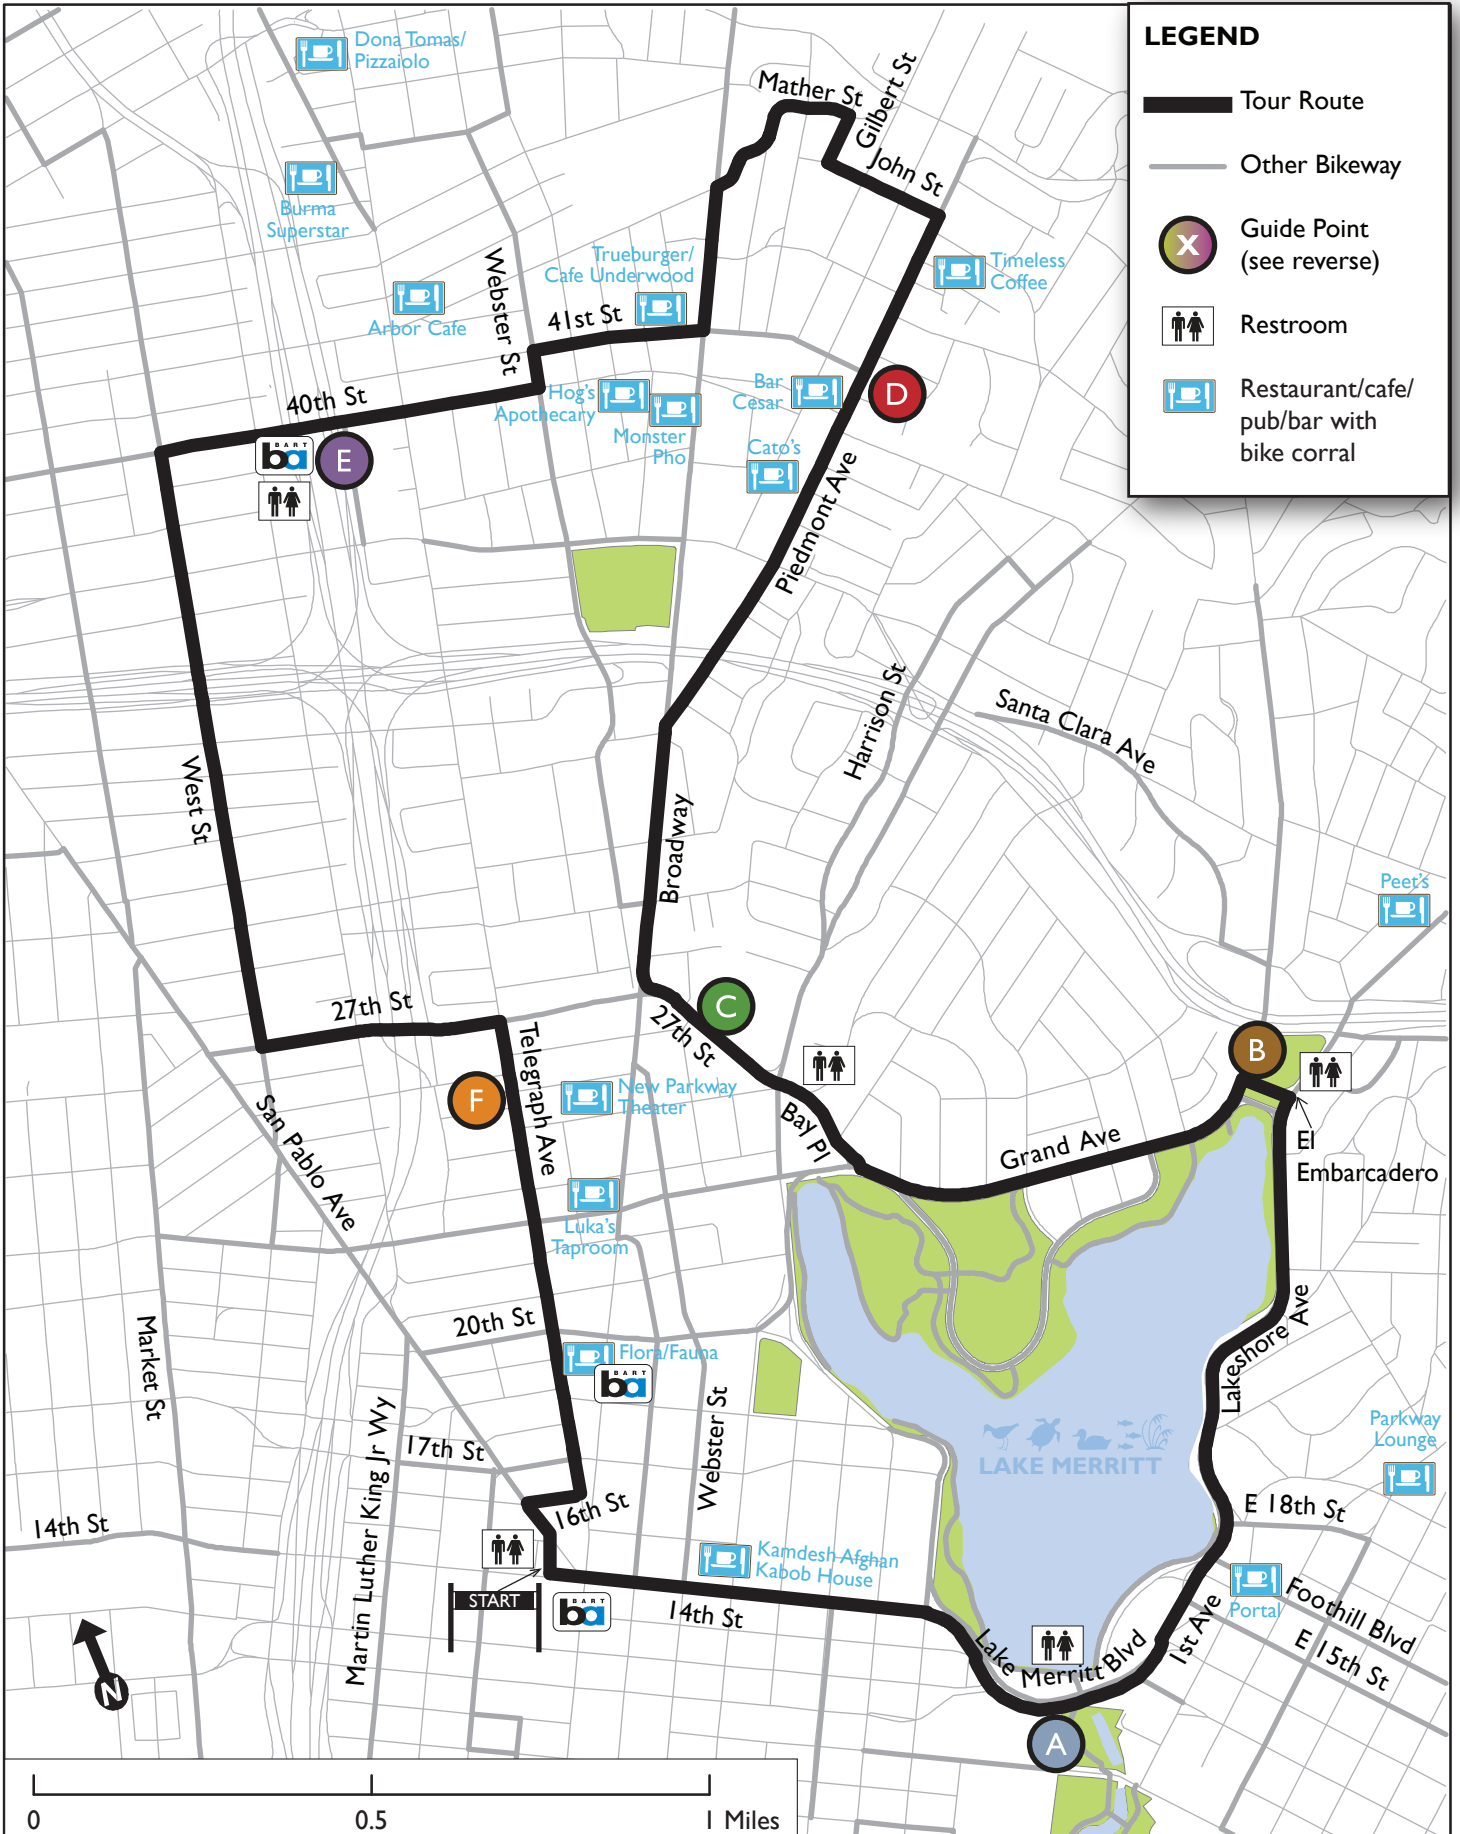 LEGEND
Tour Route
Other Bikeway
X
Guide Point
(see reverse)
Restroom
Restaurant/cafe/
pub/bar with
bike corral
Dona Tomas/
Pizzaiolo
Mather St
Gilbert St
John St
Burma
Superstar
Webster St
Trueburger/
Cafe Underwood
Timeless
Coffee
Arbor Cafe
41st St
40th St
Hog's
Apothecary
Monster
Pho
Bar
Cesar
D
Cato's
BART
ba
E
Piedmont Ave
Harrison St
Santa Clara Ave
West St
Broadway
Peet's
27th St
C
27th St
B
Telegraph Ave
F
New Parkway
Theater
San Pablo Ave
Bay Pl
Grand Ave
El
Embarcadero
Luka's
Taproom
Market St
20th St
Flora/Fauna
BART
ba
Lakeshore Ave
Martin Luther King Jr Wy
17th St
Webster St
LAKE MERRITT
Parkway
Lounge
14th St
16th St
E 18th St
Kamdesh Afghan
Kabob House
START
BART
ba
14th St
Portal
Foothill Blvd
1st Ave
E 15th St
Lake Merritt Blvd
N
A
0
0.5
1 Miles